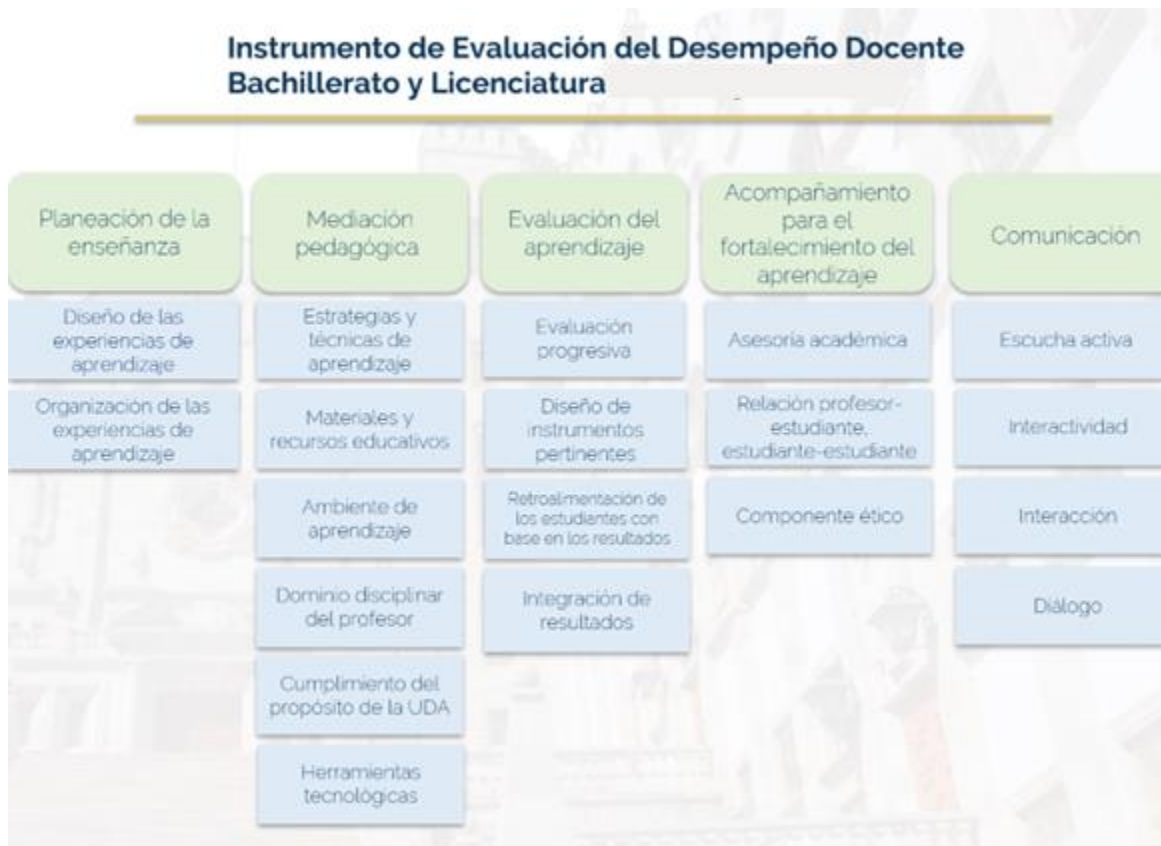 Instrumento de Evaluación del Desempeño Docente
Bachillerato y Licenciatura
Planeación de la
enseñanza
Diseño de las
experiencias de
aprendizaje
Organización de las
experiencias de
aprendizaje
Mediación
pedagógica
Estrategias y
técnicas de
aprendizaje
Materiales y
recursos educativos
Ambiente de
aprendizaje
Dominio disciplinar
del profesor
Cumplimiento del
propósito de la UDA
Herramientas
tecnológicas
Evaluación del
aprendizaje
Evaluación
progresiva
Diseño de
instrumentos
pertinentes
Retroalimentación de
los estudiantes con
base en los resultados
Integración de
resultados
Acompañamiento
para el
fortalecimiento del
aprendizaje
Asesoría académica
Relación profesor-
estudiante,
estudiante-estudiante
Componente ético
Comunicación
Escucha activa
Interactividad
Interacción
Diálogo